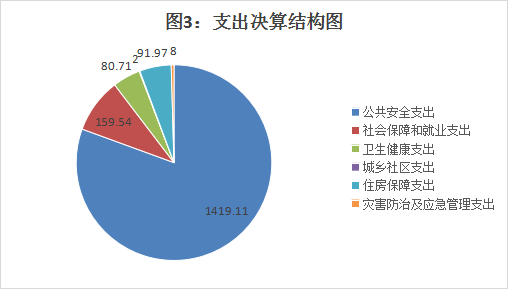 图3：支出决算结构图
91.97
8
2
80.71
159.54
1419.11
公共安全支出
社会保障和就业支出
卫生健康支出
城乡社区支出
住房保障支出
灾害防治及应急管理支出